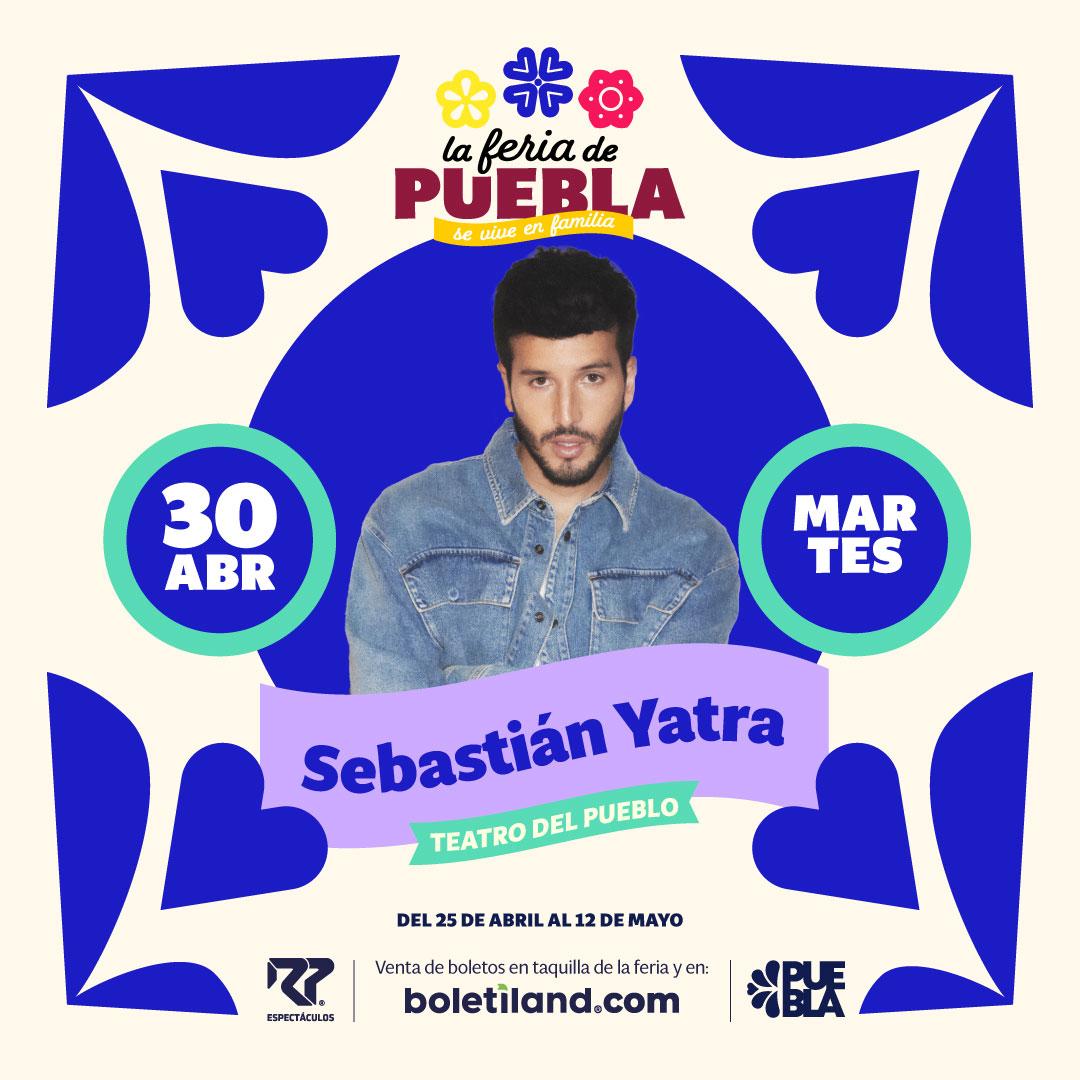 la feria de
PUEBLA
se vive en familia
30
ABR
MAR
TES
Sebastián Yatra
TEATRO DEL PUEBLO
DEL 25 DE ABRIL AL 12 DE MAYO
Venta de boletos en taquilla de la feria y en:
boletiland®.com
RP®
ESPECTÁCULOS
PUE
BLA